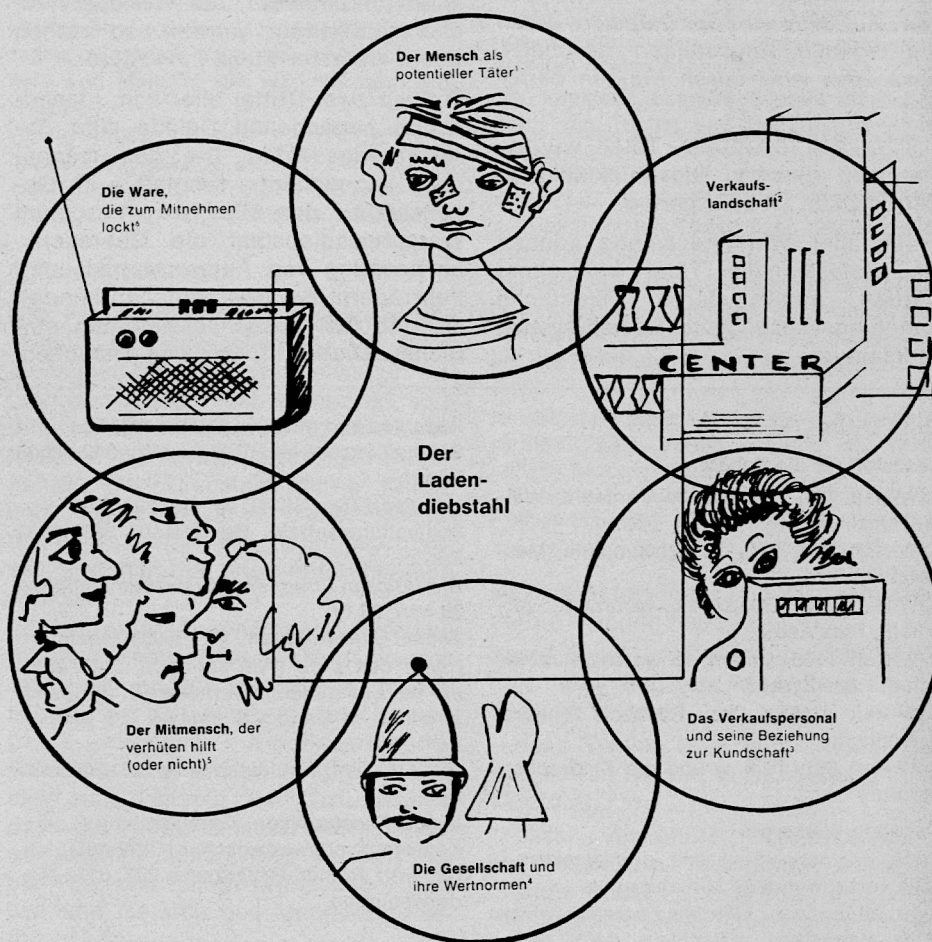 Der Mensch als
potentieller Täter¹
Die Ware,
die zum Mitnehmen
lockt⁶
Verkaufs-
landschaft²
CENTER
Der
Laden-
diebstahl
Der Mitmensch, der
verhüten hilft
(oder nicht)⁵
Das Verkaufspersonal
und seine Beziehung
zur Kundschaft³
Die Gesellschaft und
ihre Wertnormen⁴